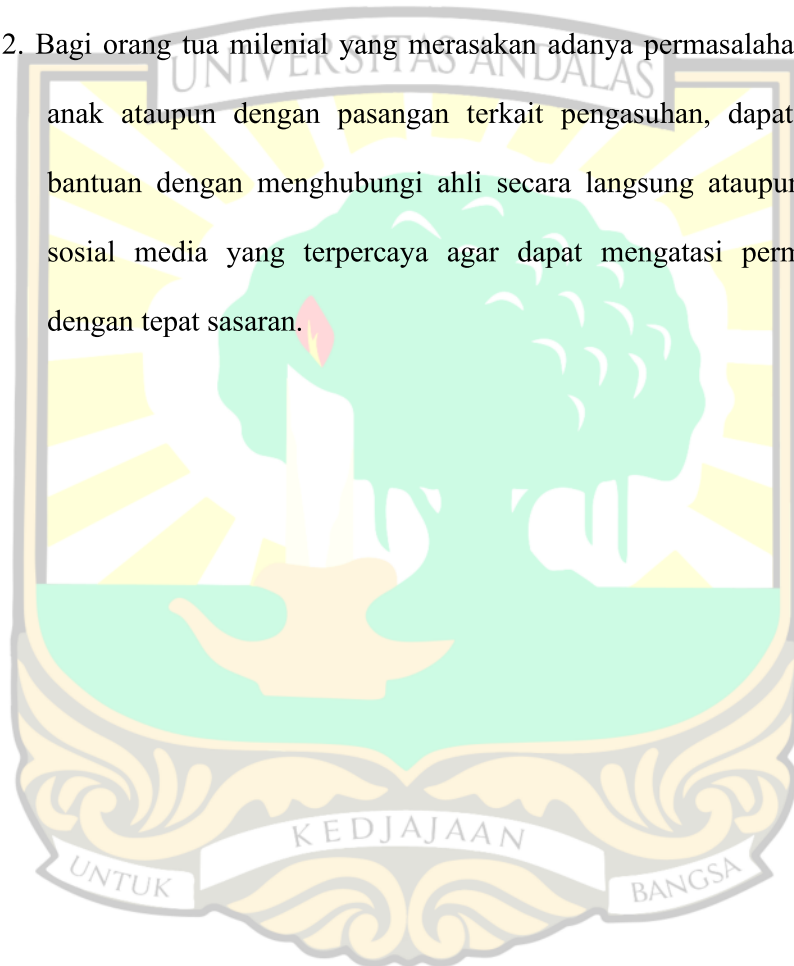 UNIVERSITAS ANDALAS
2. Bagi orang tua milenial yang merasakan adanya permasalaha
anak ataupun dengan pasangan terkait pengasuhan, dapat
bantuan dengan menghubungi ahli secara langsung ataupu
sosial media yang terpercaya agar dapat mengatasi perm
dengan tepat sasaran.
UNTUK KEDJAJAAN BANGSA